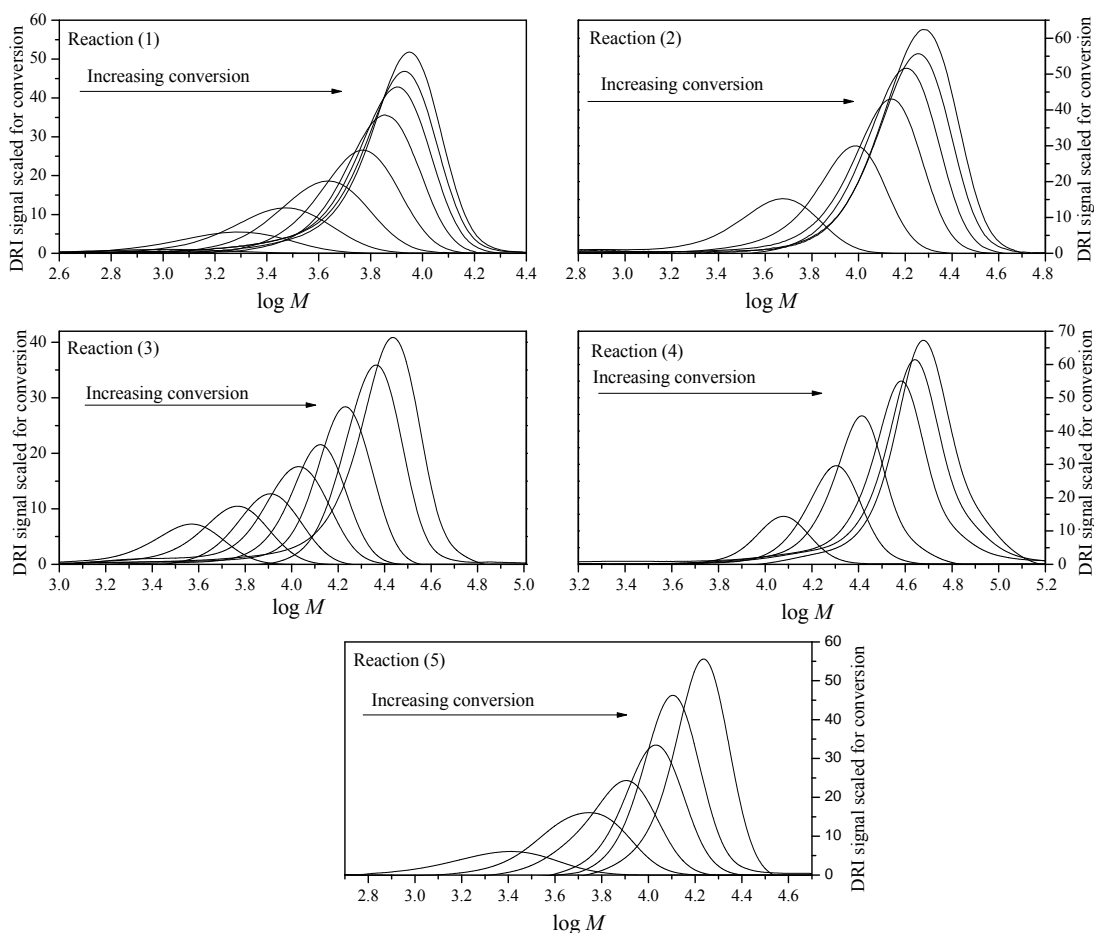 Reaction (1)
Increasing conversion
DRI signal scaled for conversion
0 10 20 30 40 50 60
2.6 2.8 3.0 3.2 3.4 3.6 3.8 4.0 4.2 4.4
log M
Reaction (2)
Increasing conversion
DRI signal scaled for conversion
0 10 20 30 40 50 60
2.8 3.0 3.2 3.4 3.6 3.8 4.0 4.2 4.4 4.6 4.8
log M
Reaction (3)
Increasing conversion
DRI signal scaled for conversion
0 10 20 30 40
3.0 3.2 3.4 3.6 3.8 4.0 4.2 4.4 4.6 4.8 5.0
log M
Reaction (4)
Increasing conversion
DRI signal scaled for conversion
0 10 20 30 40 50 60 70
3.2 3.4 3.6 3.8 4.0 4.2 4.4 4.6 4.8 5.0 5.2
log M
Reaction (5)
Increasing conversion
DRI signal scaled for conversion
0 10 20 30 40 50 60
2.8 3.0 3.2 3.4 3.6 3.8 4.0 4.2 4.4 4.6
log M